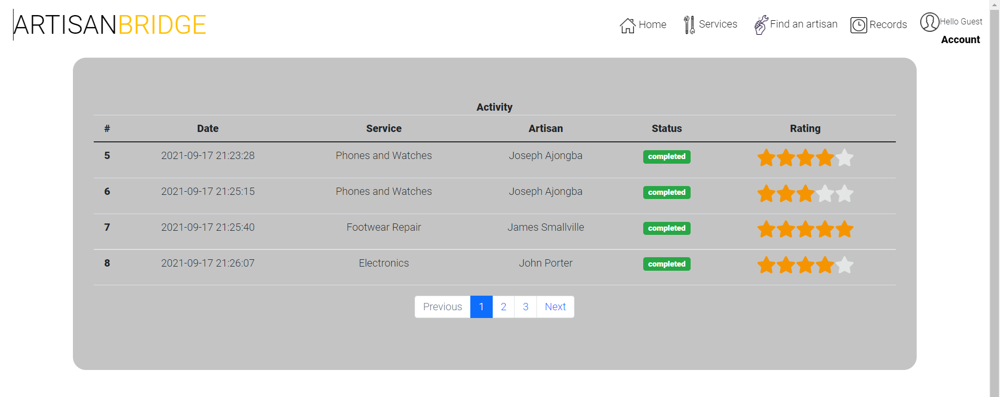 ARTISANBRIDGE
Home Services Find an artisan Records Hello Guest
Account
Activity
# Date Service Artisan Status Rating
5 2021-09-17 21:23:28 Phones and Watches Joseph Ajongba completed
6 2021-09-17 21:25:15 Phones and Watches Joseph Ajongba completed
7 2021-09-17 21:25:40 Footwear Repair James Smallville completed
8 2021-09-17 21:26:07 Electronics John Porter completed
Previous 1 2 3 Next